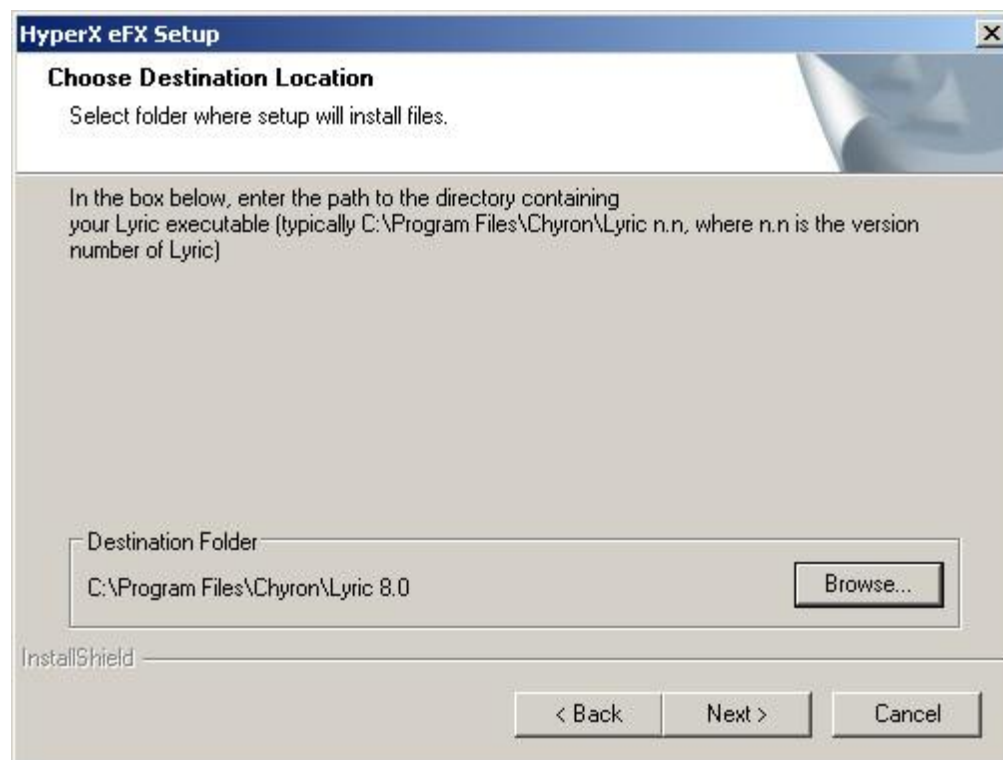 HyperX eFX Setup
Choose Destination Location
Select folder where setup will install files.
In the box below, enter the path to the directory containing
your Lyric executable (typically C:\Program Files\Chyron\Lyric n.n, where n.n is the version
number of Lyric)
Destination Folder
C:\Program Files\Chyron\Lyric 8.0
Browse...
InstallShield
< Back
Next >
Cancel